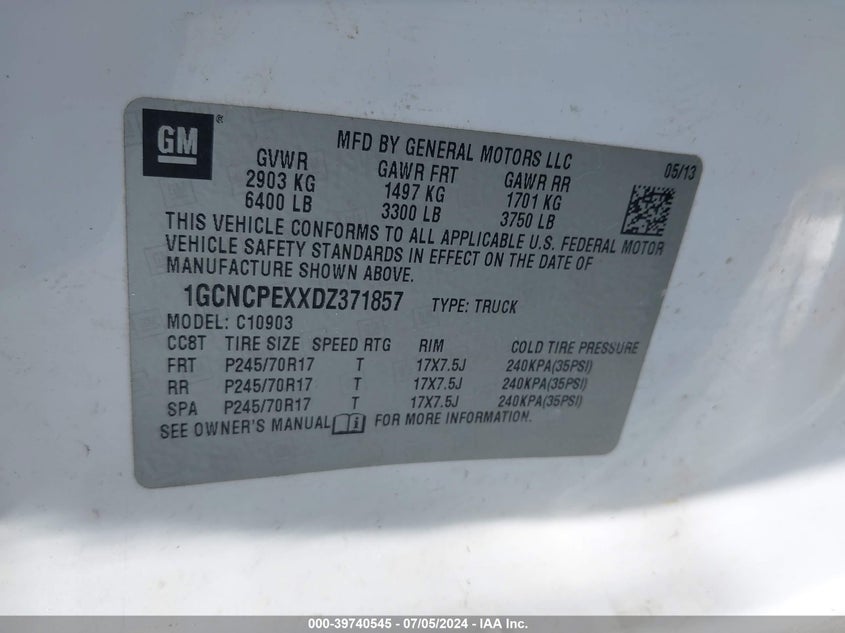 GM®
MFD BY GENERAL MOTORS LLC
05/13
GVWR GAWR FRT GAWR RR
2903 KG 1497 KG 1701 KG
6400 LB 3300 LB 3750 LB
THIS VEHICLE CONFORMS TO ALL APPLICABLE U.S. FEDERAL MOTOR
VEHICLE SAFETY STANDARDS IN EFFECT ON THE DATE OF
MANUFACTURE SHOWN ABOVE.
1GCNCPEXXDZ371857 TYPE: TRUCK
MODEL: C10903
CC8T TIRE SIZE SPEED RTG RIM COLD TIRE PRESSURE
FRT P245/70R17 T 17X7.5J 240KPA(35PSI)
RR P245/70R17 T 17X7.5J 240KPA(35PSI)
SPA P245/70R17 T 17X7.5J 240KPA(35PSI)
SEE OWNER'S MANUAL i FOR MORE INFORMATION.
000-39740545 - 07/05/2024 - IAA Inc.